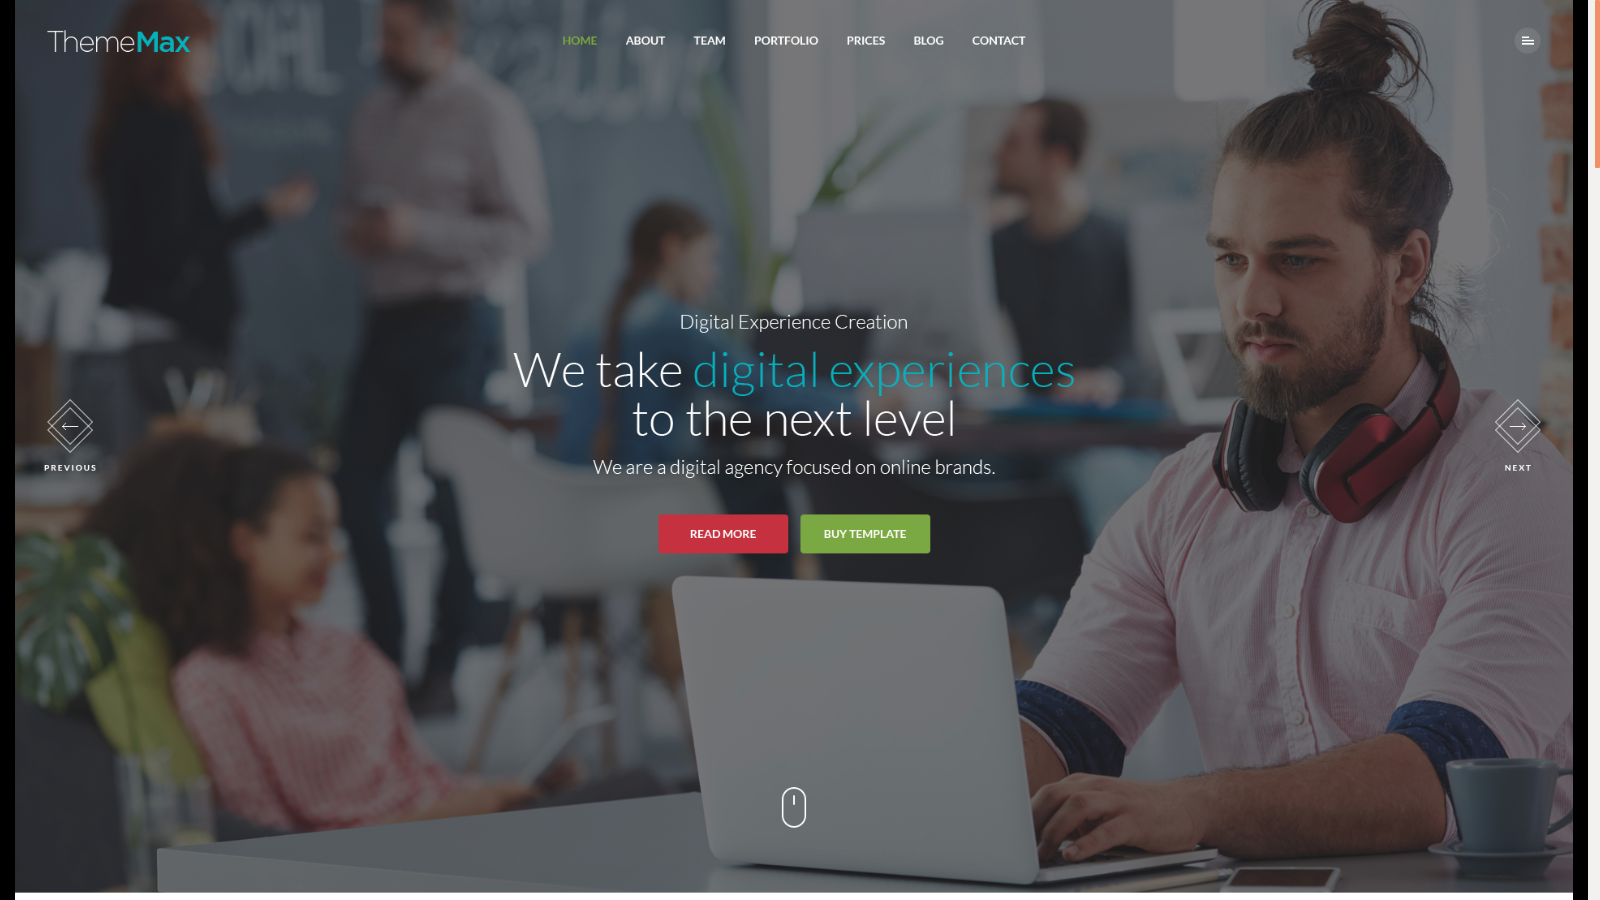 ThemeMax
HOME ABOUT TEAM PORTFOLIO PRICES BLOG CONTACT
Digital Experience Creation
We take digital experiences
to the next level
We are a digital agency focused on online brands.
READ MORE BUY TEMPLATE
PREVIOUS
NEXT